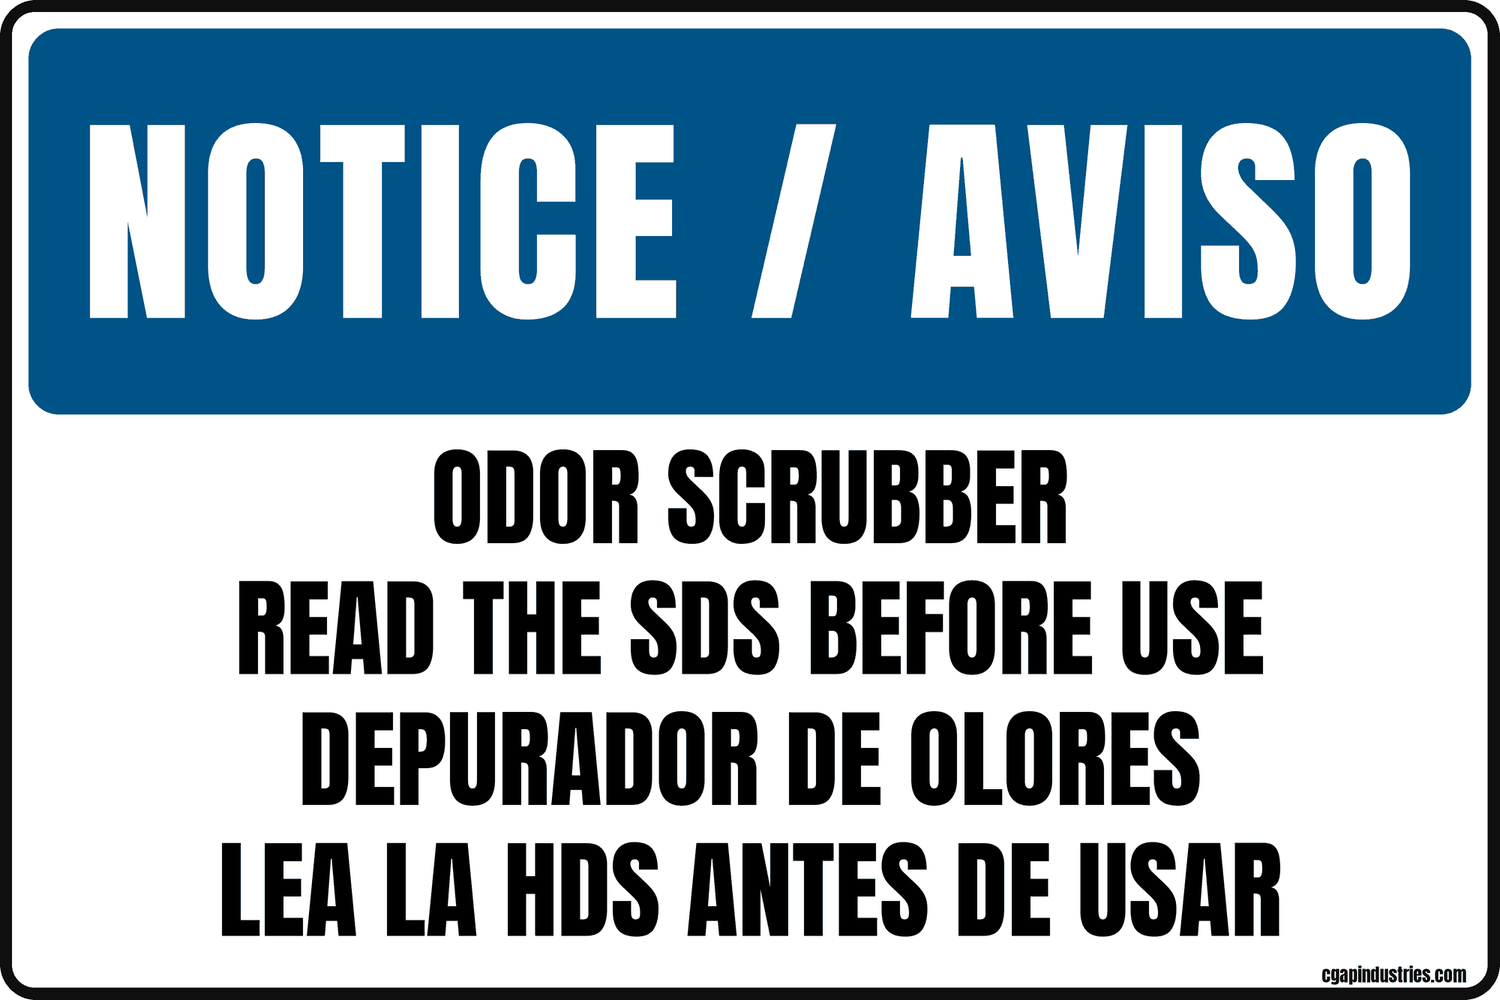 NOTICE / AVISO
ODOR SCRUBBER
READ THE SDS BEFORE USE
DEPURADOR DE OLORES
LEA LA HDS ANTES DE USAR
cgapindustries.com